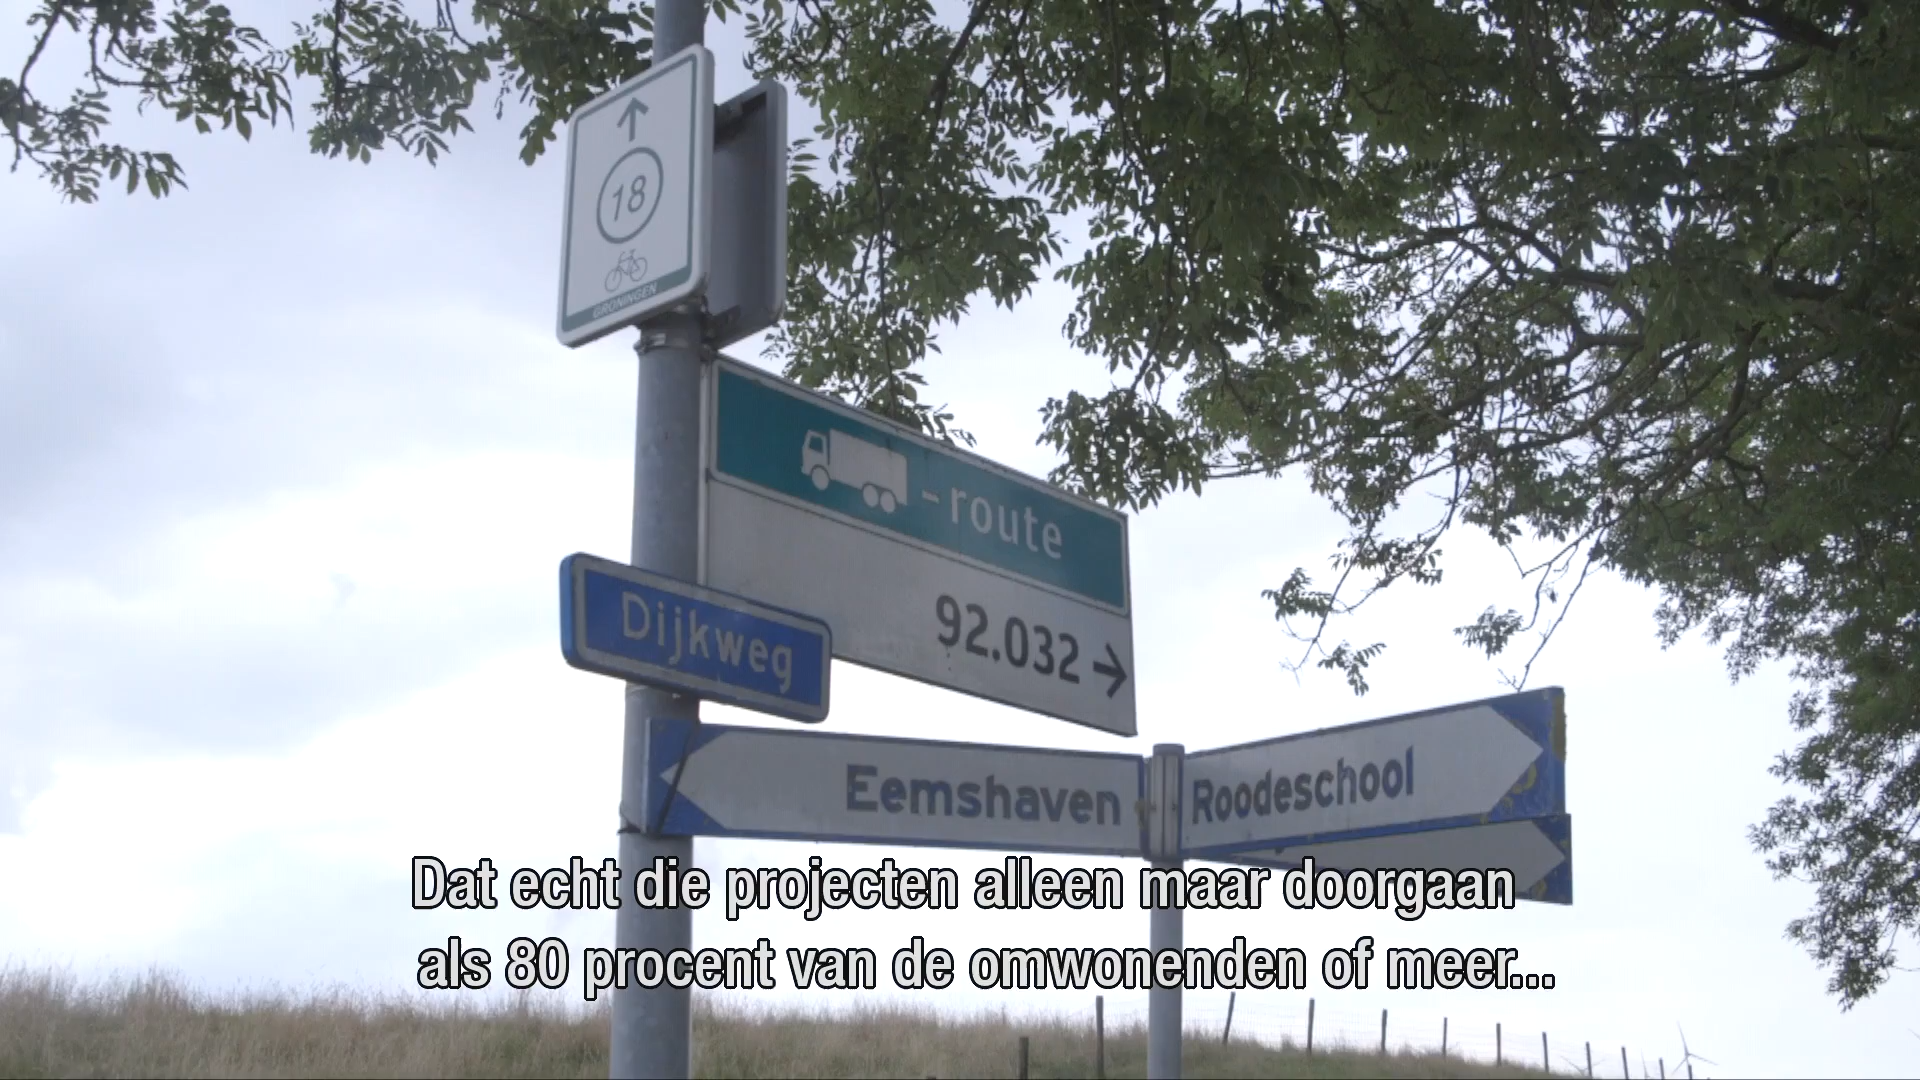 18
GRONINGEN
-route
92.032 →
Dijkweg
Eemshaven
Roodeschool
Dat echt die projecten alleen maar doorgaan
als 80 procent van de omwonenden of meer...